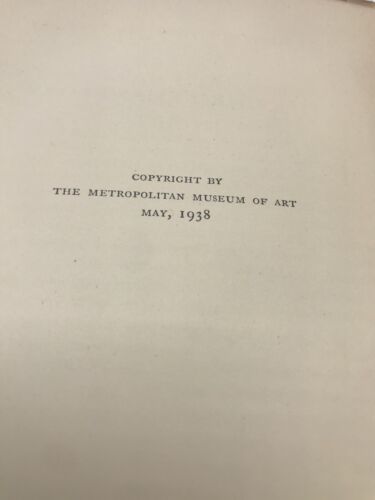 COPYRIGHT BY
THE METROPOLITAN MUSEUM OF ART
MAY, 1938